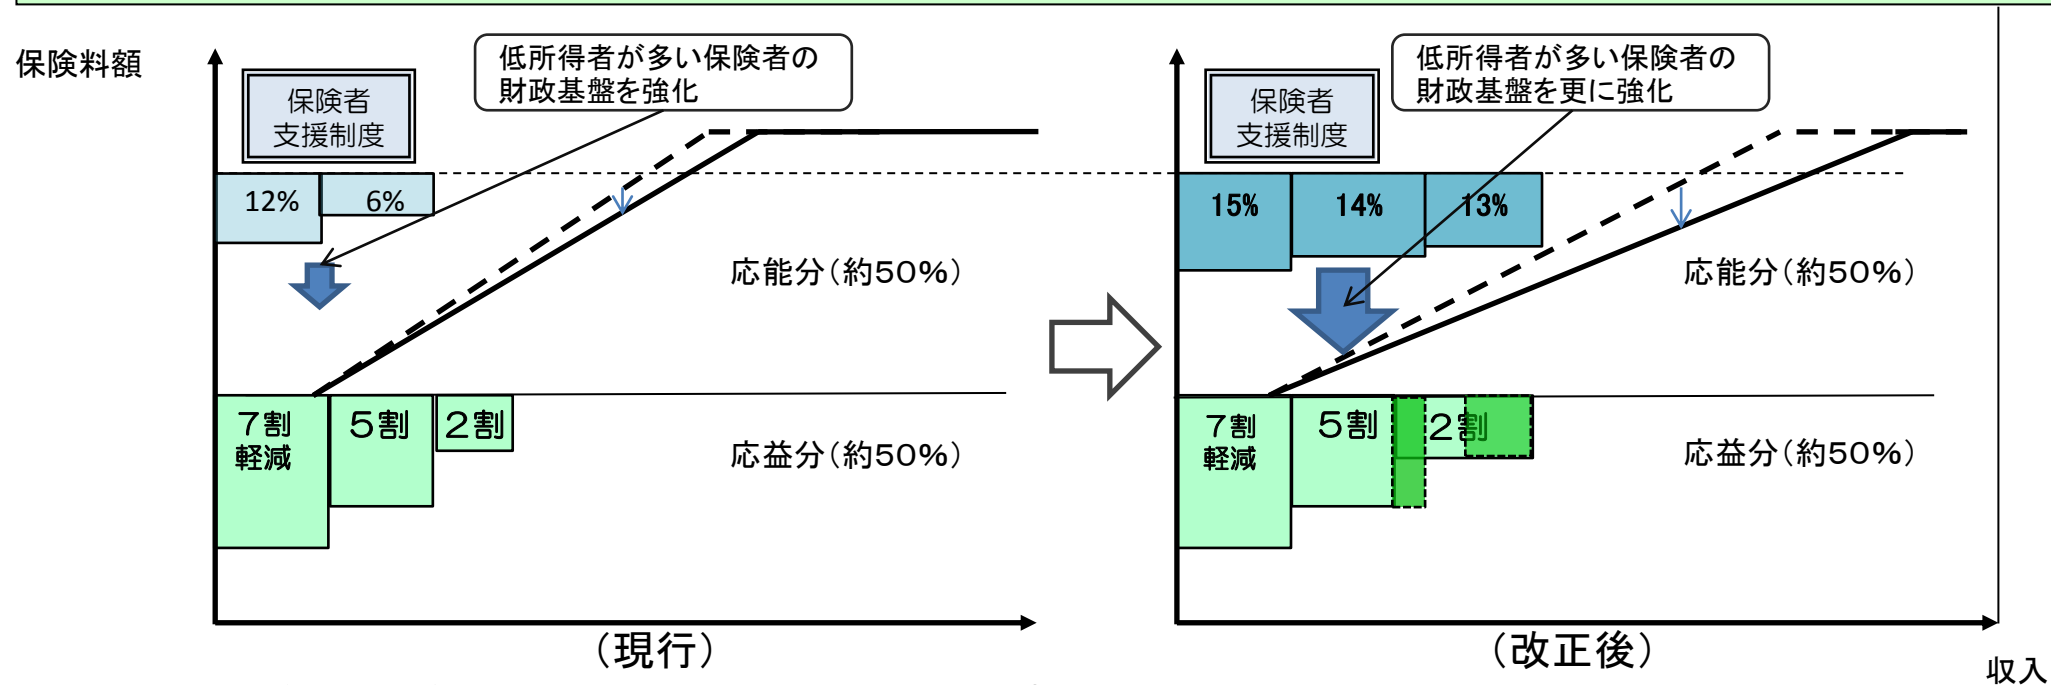 保険料額
保険者
支援制度
低所得者が多い保険者の
財政基盤を強化
12%
6%
応能分（約50%）
7割
軽減
5割
2割
応益分（約50%）
（現行）
保険者
支援制度
低所得者が多い保険者の
財政基盤を更に強化
15%
14%
13%
応能分（約50%）
7割
軽減
5割
2割
応益分（約50%）
（改正後）
収入